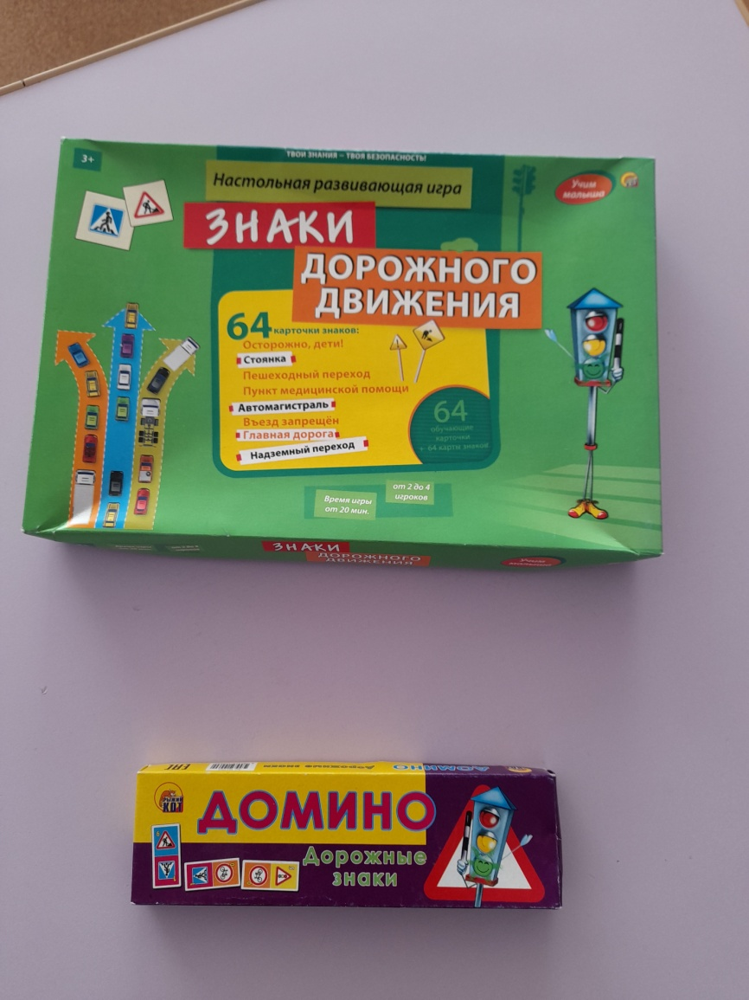 ТВОИ ЗНАНИЯ – ТВОЯ БЕЗОПАСНОСТЬ!
3+
Настольная развивающая игра
Учим
малыша
ЗНАКИ
ДОРОЖНОГО
ДВИЖЕНИЯ
64 карточки знаков:
Осторожно, дети!
Стоянка
Пешеходный переход
Пункт медицинской помощи
Автомагистраль
Въезд запрещён
Главная дорога
Надземный переход
64
обучающие
карточки
+ 64 карты знаков
Время игры
от 20 мин.
от 2 до 4
игроков
ЗНАКИ
ДОРОЖНОГО
ДВИЖЕНИЯ
Учим
малыша
EAC
Дорожные знаки
ДОМИНО
РЫЖИЙ
КОТ
ДОМИНО
Дорожные
знаки